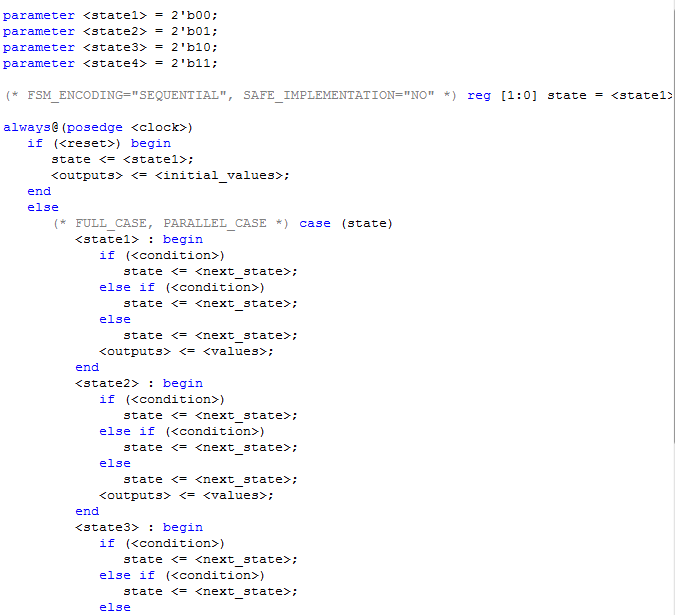 parameter <state1> = 2'b00;
parameter <state2> = 2'b01;
parameter <state3> = 2'b10;
parameter <state4> = 2'b11;
(* FSM_ENCODING="SEQUENTIAL", SAFE_IMPLEMENTATION="NO" *) reg [1:0] state = <state1>
always@(posedge <clock>)
if (<reset>) begin
state <= <state1>;
<outputs> <= <initial_values>;
end
else
(* FULL_CASE, PARALLEL_CASE *) case (state)
<state1> : begin
if (<condition>)
state <= <next_state>;
else if (<condition>)
state <= <next_state>;
else
state <= <next_state>;
<outputs> <= <values>;
end
<state2> : begin
if (<condition>)
state <= <next_state>;
else if (<condition>)
state <= <next_state>;
else
state <= <next_state>;
<outputs> <= <values>;
end
<state3> : begin
if (<condition>)
state <= <next_state>;
else if (<condition>)
state <= <next_state>;
else